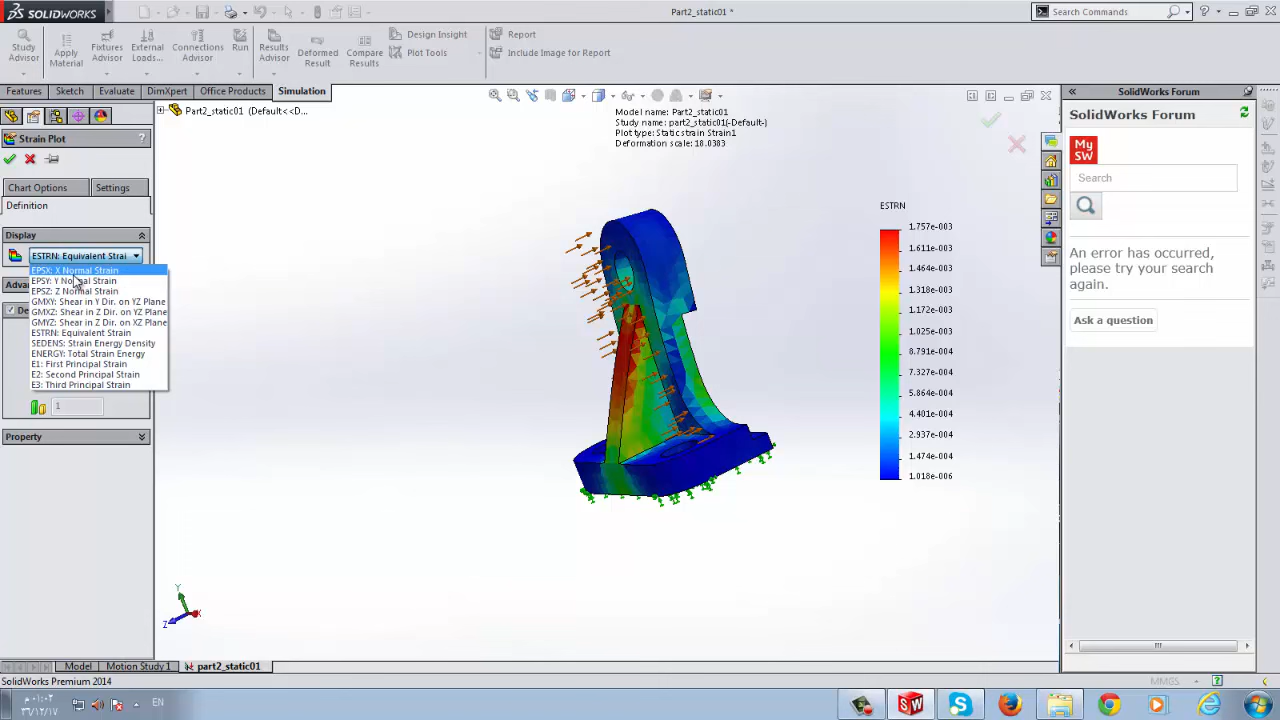 SOLIDWORKS
Part2_static01 *
Search Commands
Study Advisor
Apply Material
Fixtures Advisor
External Loads...
Connections Advisor
Run
Results Advisor
Deformed Result
Compare Results
Design Insight
Plot Tools
Report
Include Image for Report
Features
Sketch
Evaluate
DimXpert
Office Products
Simulation
Part2_static01 (Default<<D...
Strain Plot
?
Chart Options
Settings
Definition
Display
ESTRN: Equivalent Strai
EPSX: X Normal Strain
EPSY: Y Normal Strain
EPSZ: Z Normal Strain
GMXY: Shear in Y Dir. on YZ Plane
GMXZ: Shear in Z Dir. on YZ Plane
GMYZ: Shear in Z Dir. on XZ Plane
ESTRN: Equivalent Strain
SEDENS: Strain Energy Density
ENERGY: Total Strain Energy
E1: First Principal Strain
E2: Second Principal Strain
E3: Third Principal Strain
Adva
De
1
Property
Model name: Part2_static01
Study name: part2_static01(-Default-)
Plot type: Static strain Strain1
Deformation scale: 18.0383
ESTRN
1.757e-003
1.611e-003
1.464e-003
1.318e-003
1.172e-003
1.025e-003
8.790e-004
7.327e-004
5.864e-004
4.401e-004
2.937e-004
1.474e-004
1.018e-006
Y
X
Z
SolidWorks Forum
SolidWorks Forum
My SW
Search
An error has occurred,
please try your search
again.
Ask a question
Model
Motion Study 1
part2_static01
SolidWorks Premium 2014
MMGS
EN